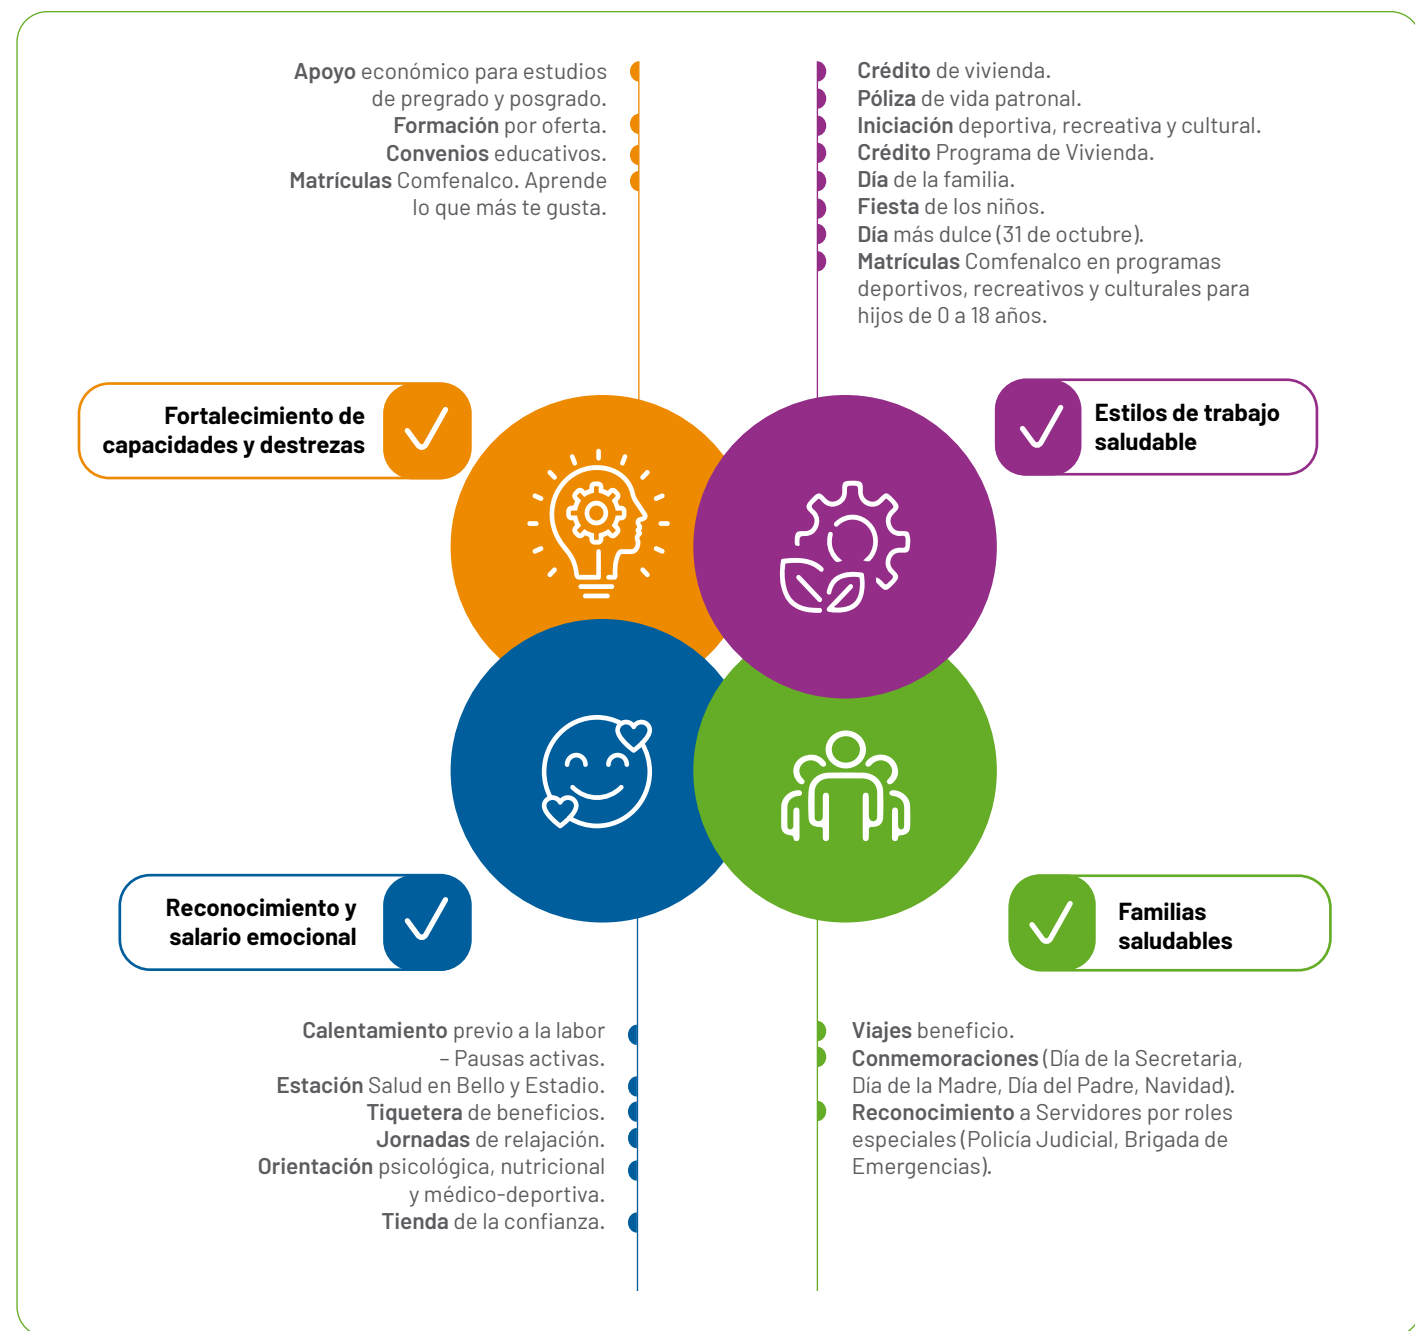 Apoyo económico para estudios
de pregrado y posgrado.
Formación por oferta.
Convenios educativos.
Matrículas Comfenalco. Aprende
lo que más te gusta.
Crédito de vivienda.
Póliza de vida patronal.
Iniciación deportiva, recreativa y cultural.
Crédito Programa de Vivienda.
Día de la familia.
Fiesta de los niños.
Día más dulce (31 de octubre).
Matrículas Comfenalco en programas
deportivos, recreativos y culturales para
hijos de 0 a 18 años.
Fortalecimiento de
capacidades y destrezas
Estilos de trabajo
saludable
Reconocimiento y
salario emocional
Familias
saludables
Calentamiento previo a la labor
– Pausas activas.
Estación Salud en Bello y Estadio.
Tiquetera de beneficios.
Jornadas de relajación.
Orientación psicológica, nutricional
y médico-deportiva.
Tienda de la confianza.
Viajes beneficio.
Conmemoraciones (Día de la Secretaria,
Día de la Madre, Día del Padre, Navidad).
Reconocimiento a Servidores por roles
especiales (Policía Judicial, Brigada de
Emergencias).